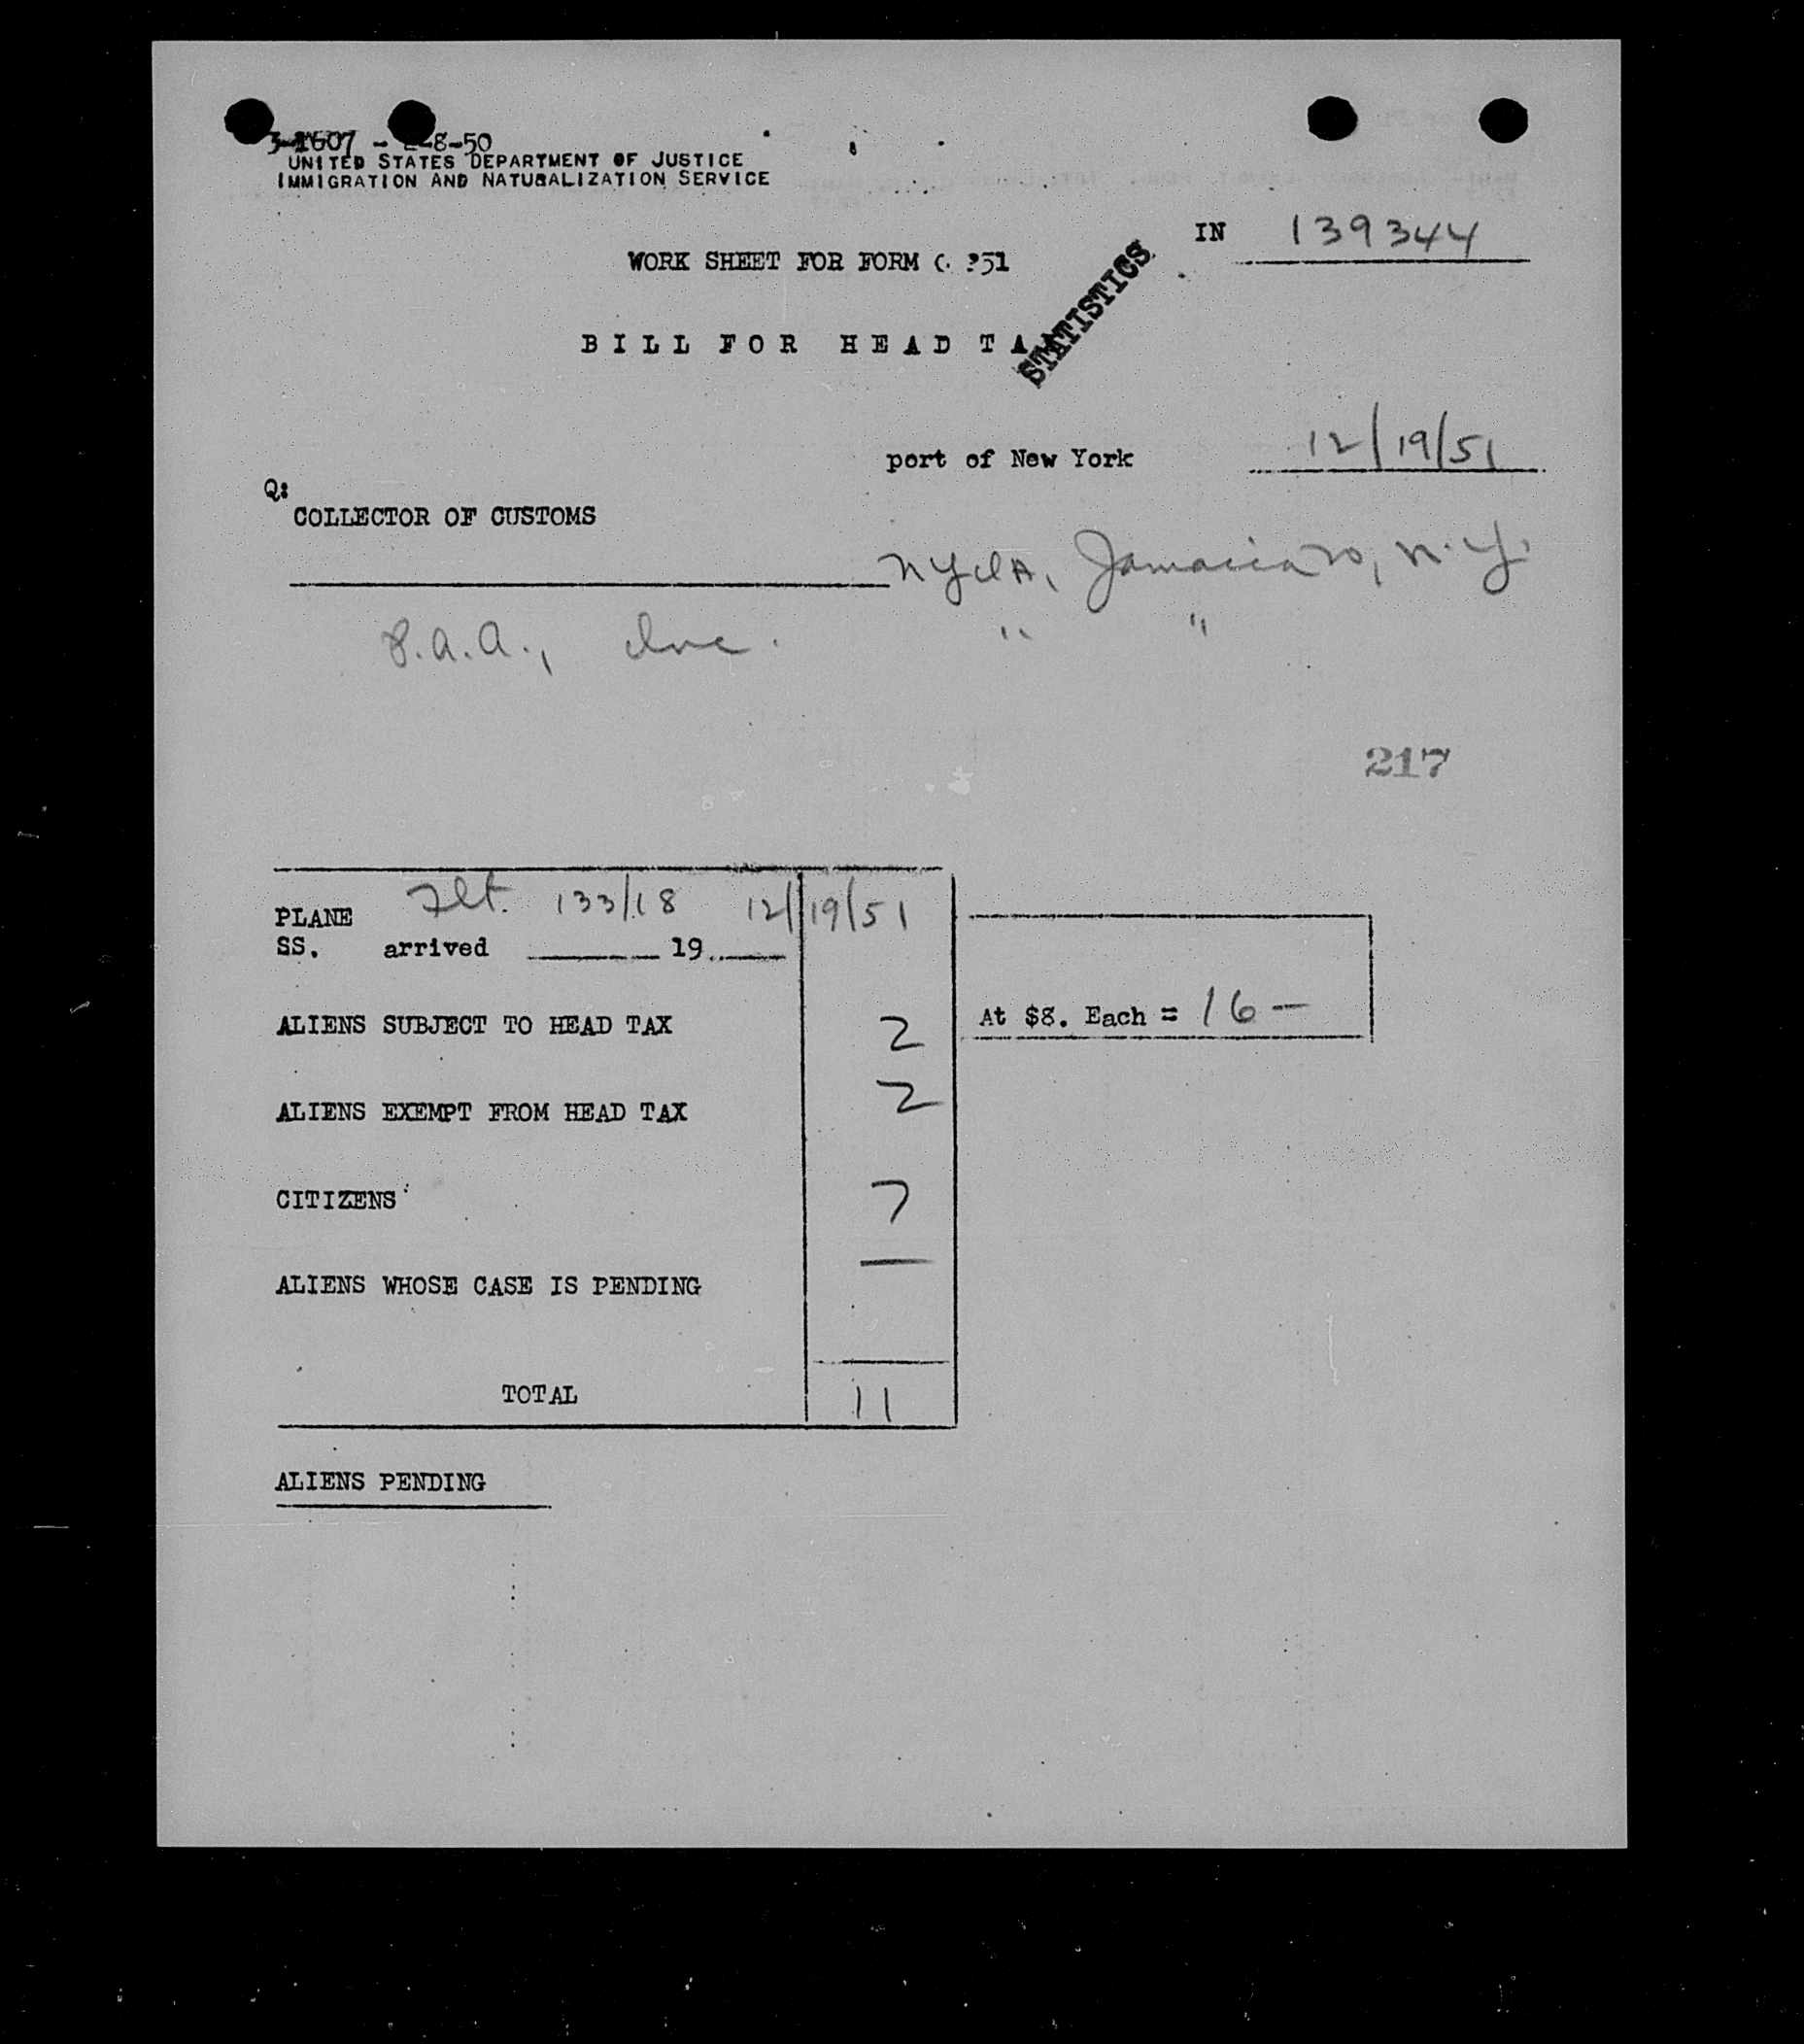 -8-50
UNITED STATES DEPARTMENT OF JUSTICE
IMMIGRATION AND NATURALIZATION SERVICE
IN 139344
WORK SHEET FOR FORM
STATISTICS
BILL FOR HEAD TA
port of New York 12/19/51
Q:
COLLECTOR OF CUSTOMS
NYIA, Jamaica 20, N.Y.
P.A.A., Inc. " "
217
PLANE Flt. 133/18 12/19/51
SS. arrived 19
ALIENS SUBJECT TO HEAD TAX 2 At $8. Each = 16 —
ALIENS EXEMPT FROM HEAD TAX 2
CITIZENS 7
ALIENS WHOSE CASE IS PENDING —
TOTAL 11
ALIENS PENDING